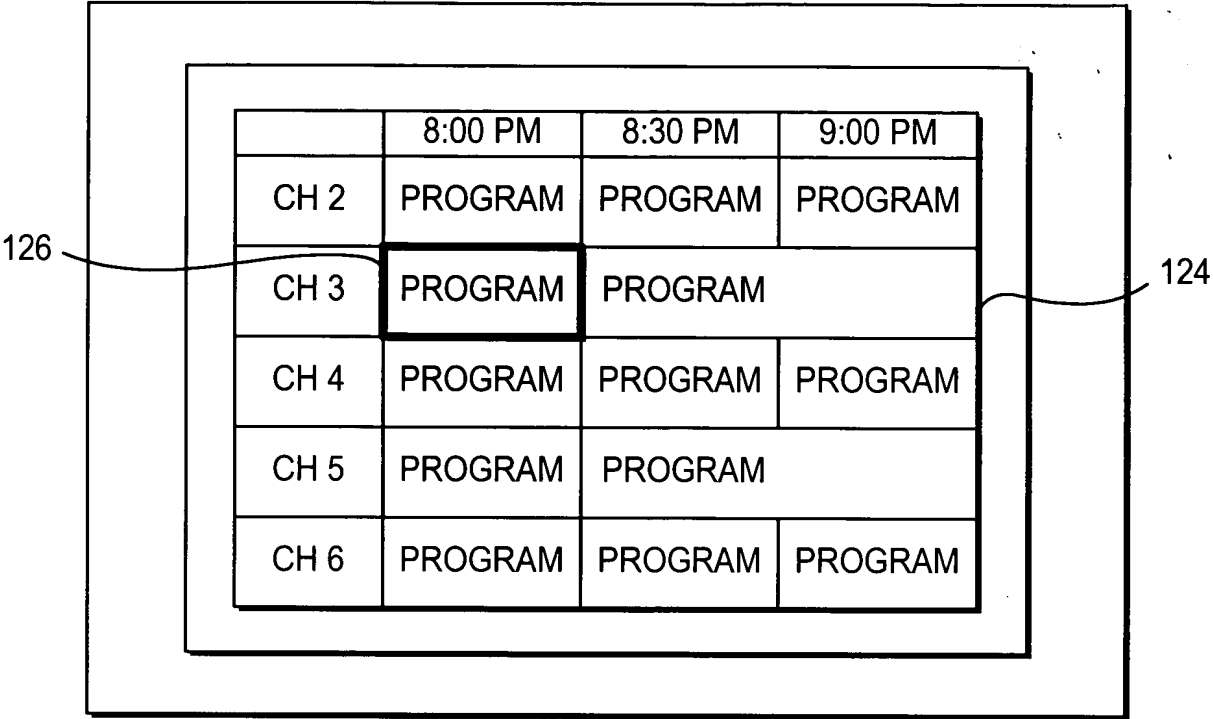 8:00 PM 8:30 PM 9:00 PM
CH 2 PROGRAM PROGRAM PROGRAM
126
CH 3 PROGRAM PROGRAM
124
CH 4 PROGRAM PROGRAM PROGRAM
CH 5 PROGRAM PROGRAM
CH 6 PROGRAM PROGRAM PROGRAM